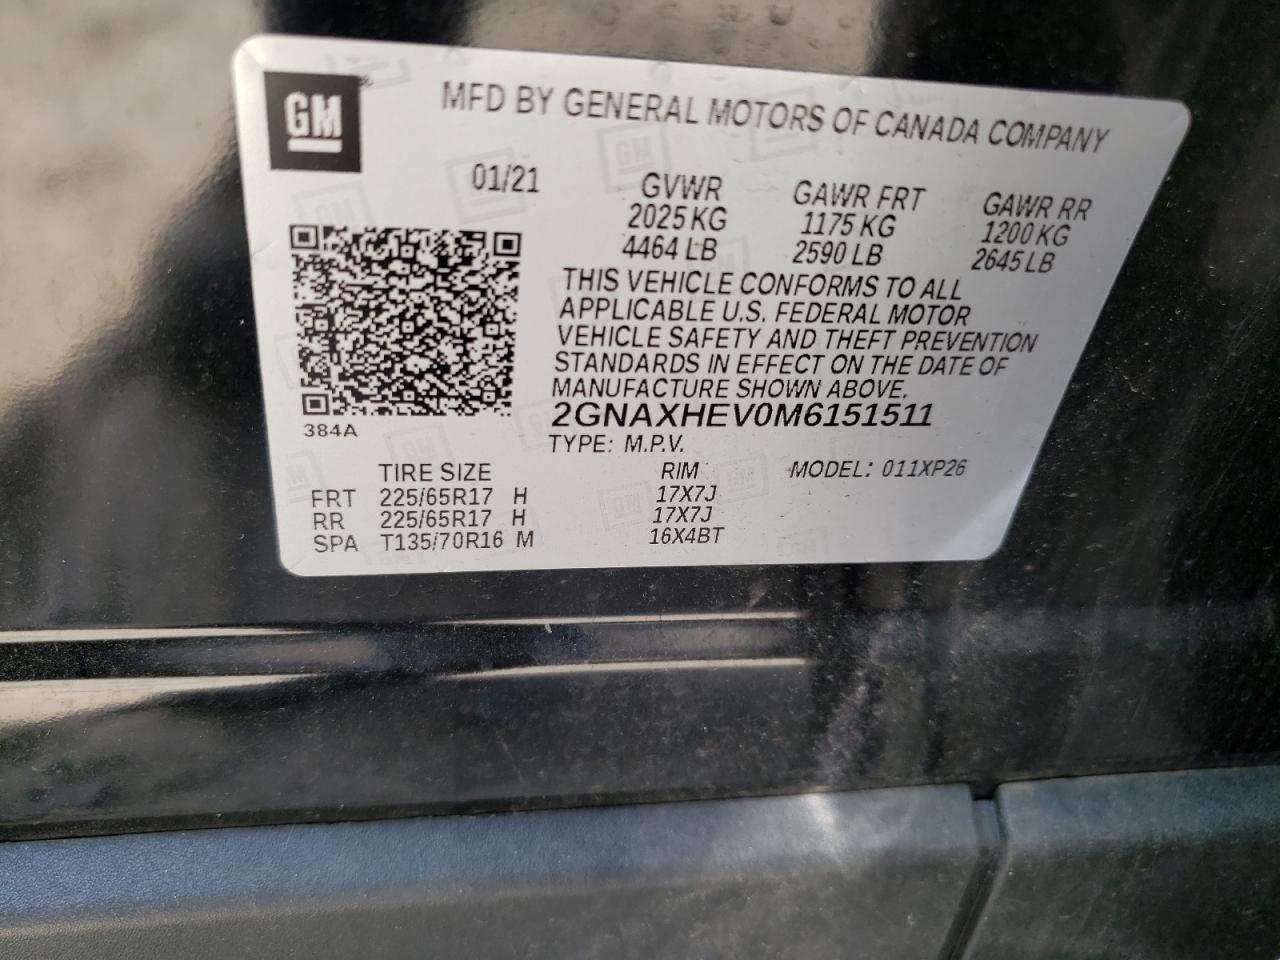 GM
MFD BY GENERAL MOTORS OF CANADA COMPANY
01/21 GVWR GAWR FRT GAWR RR
2025 KG 1175 KG 1200 KG
4464 LB 2590 LB 2645 LB
THIS VEHICLE CONFORMS TO ALL
APPLICABLE U.S. FEDERAL MOTOR
VEHICLE SAFETY AND THEFT PREVENTION
STANDARDS IN EFFECT ON THE DATE OF
MANUFACTURE SHOWN ABOVE.
2GNAXHEV0M6151511
384A
TYPE: M.P.V.
TIRE SIZE RIM MODEL: 011XP26
FRT 225/65R17 H 17X7J
RR 225/65R17 H 17X7J
SPA T135/70R16 M 16X4BT